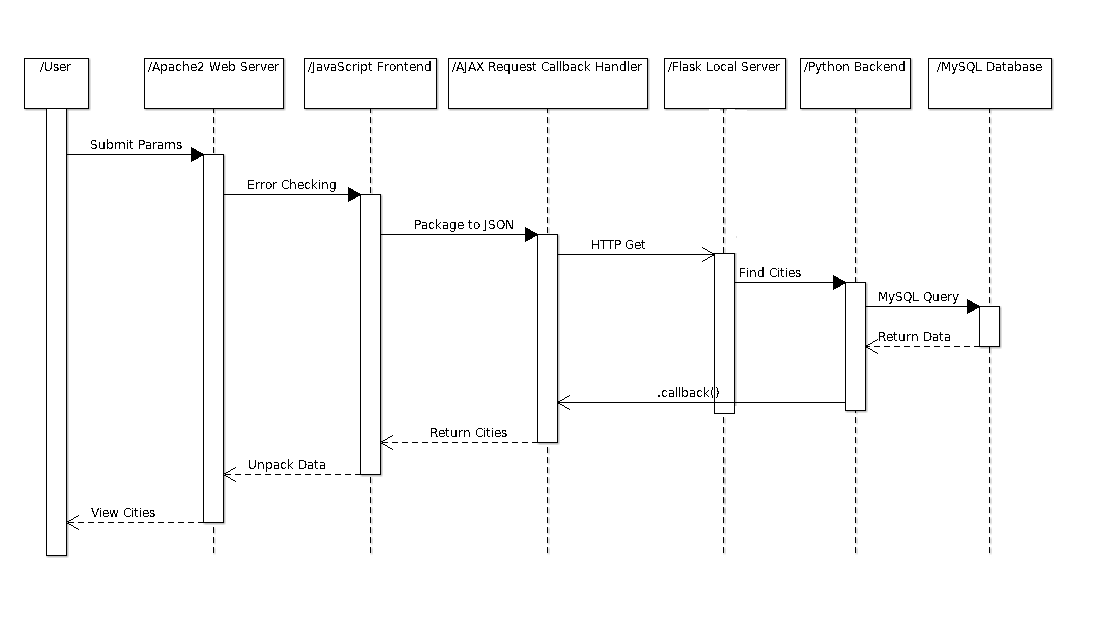 /User
/Apache2 Web Server
/JavaScript Frontend
/AJAX Request Callback Handler
/Flask Local Server
/Python Backend
/MySQL Database
Submit Params
Error Checking
Package to JSON
HTTP Get
Find Cities
MySQL Query
Return Data
.callback()
Return Cities
Unpack Data
View Cities